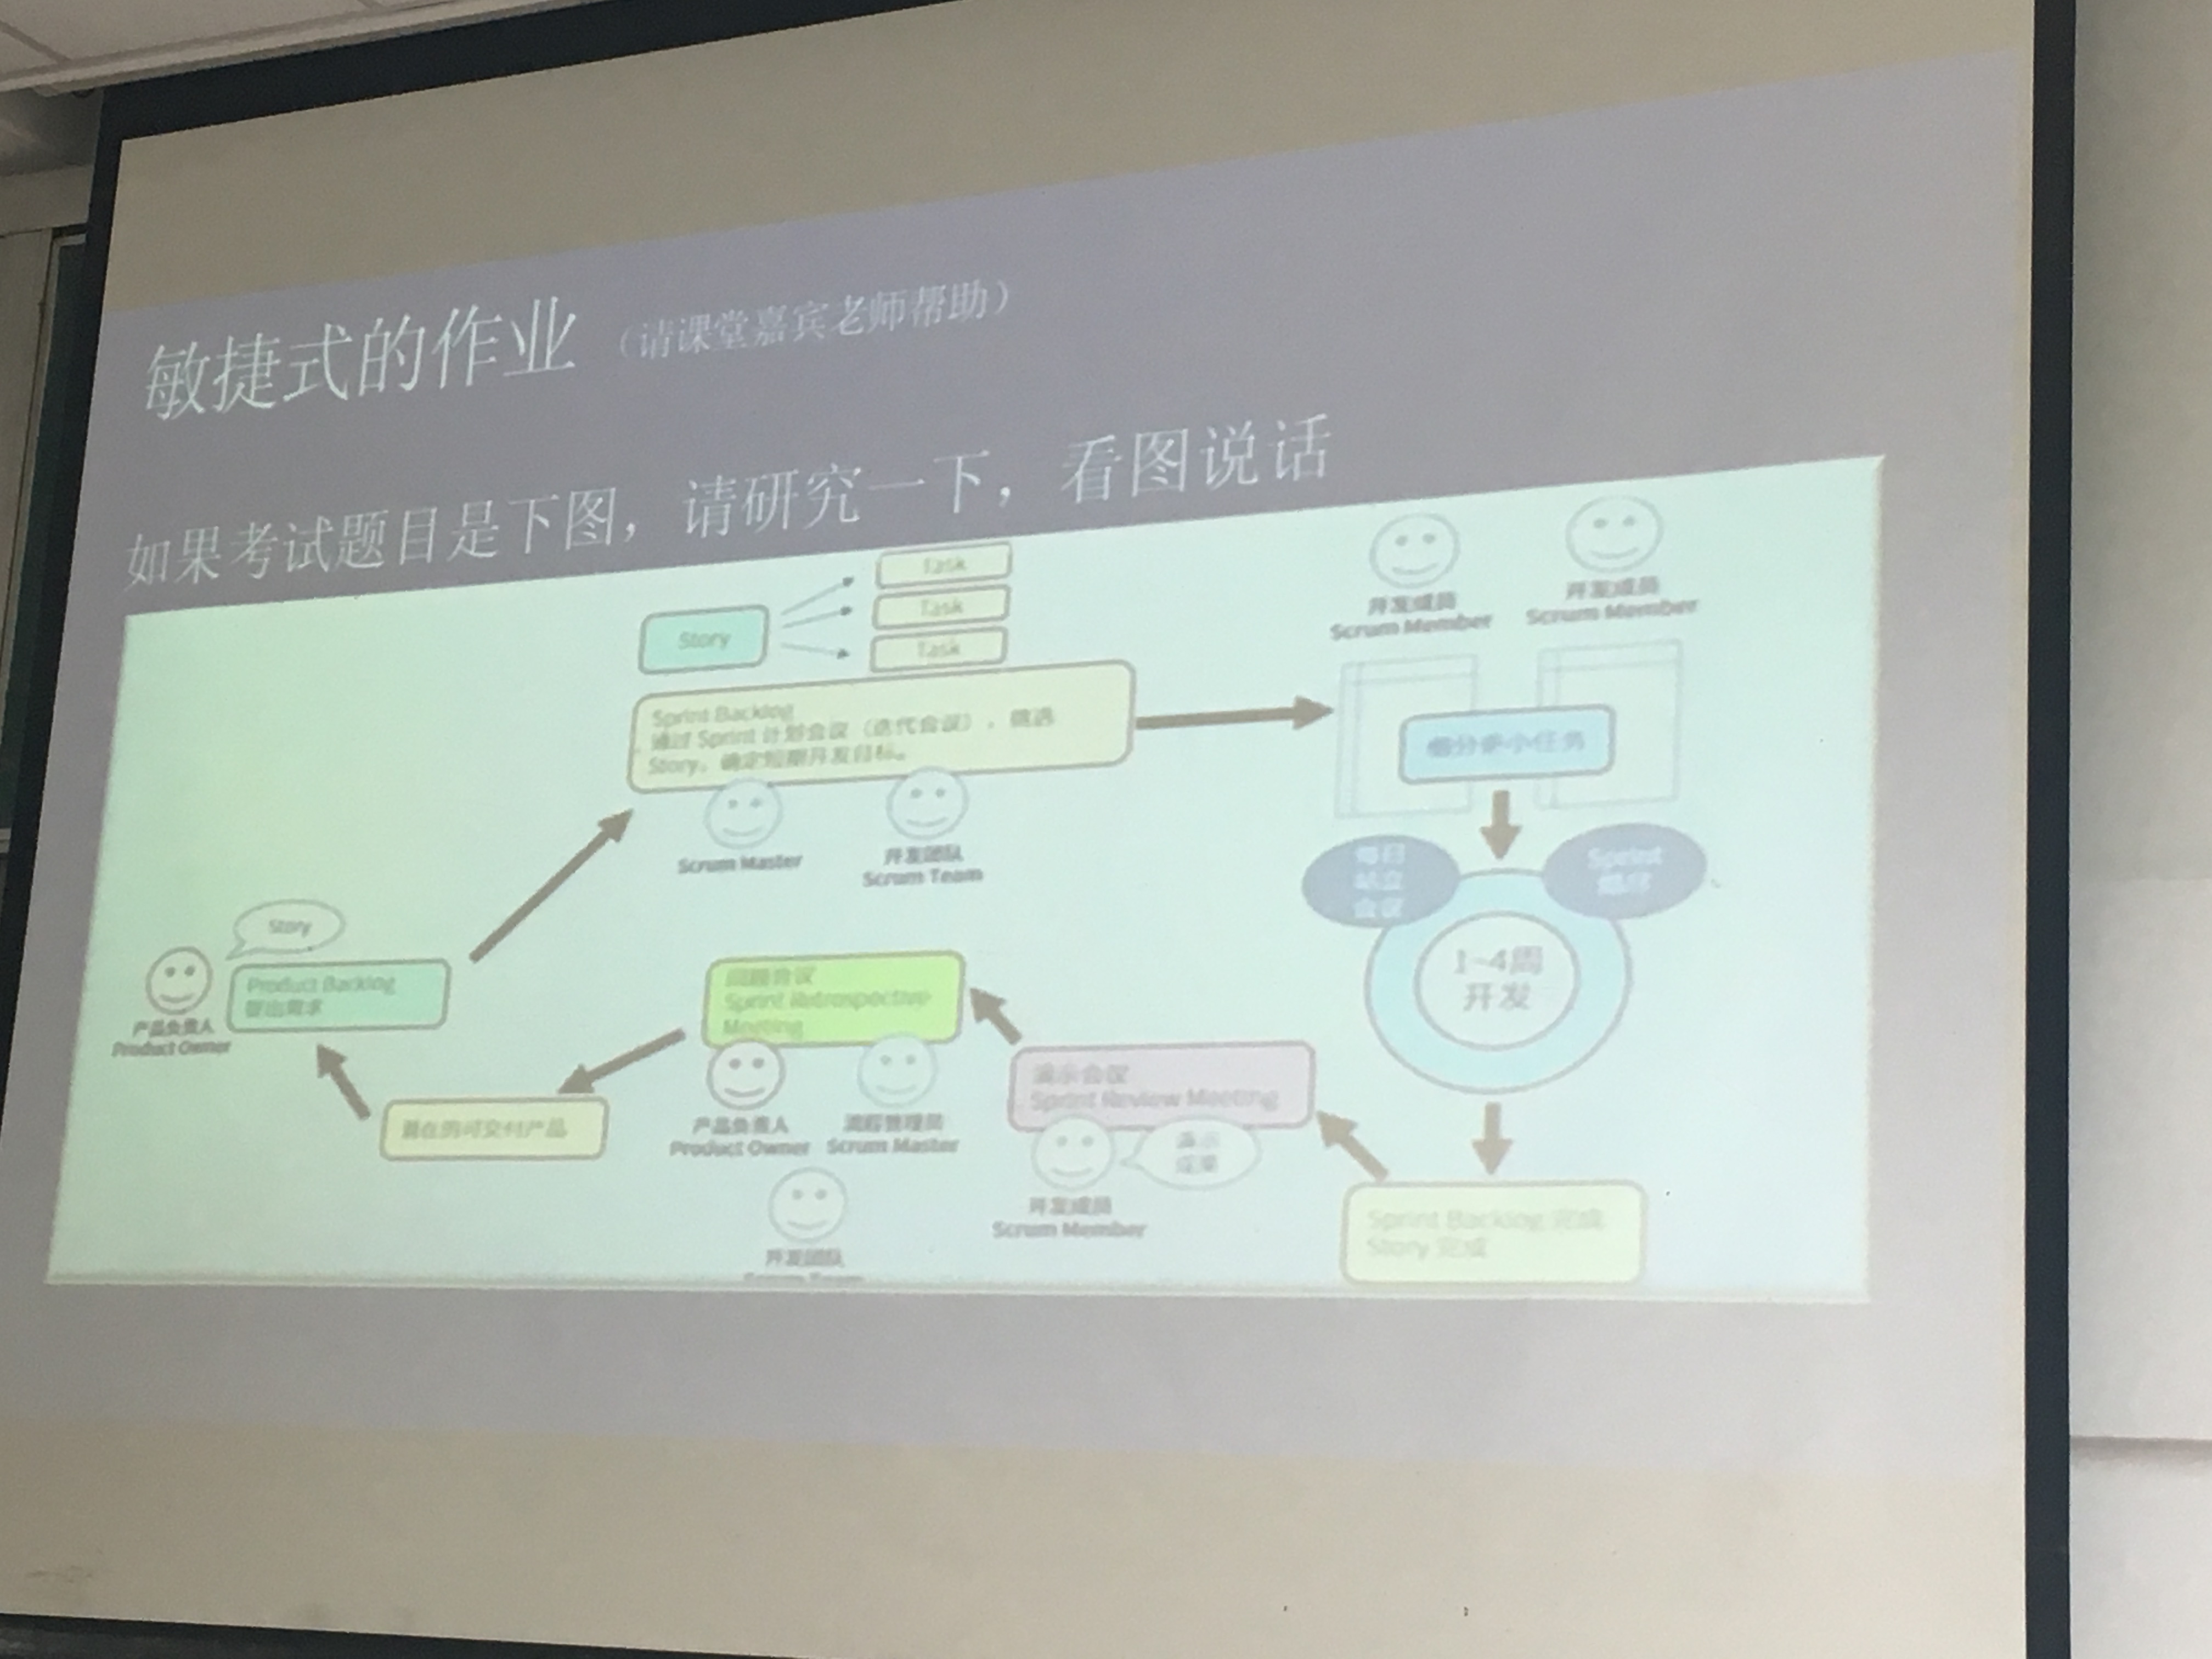 敏捷式的作业 （请课堂嘉宾老师帮助）
如果考试题目是下图，请研究一下，看图说话
Task
Task
Task
Story
Sprint Backlog
通过 Sprint 计划会议（迭代会议），筛选
Story。确定短期开发目标。
Scrum Master
开发团队
Scrum Team
开发成员
Scrum Member
开发成员
Scrum Member
细分更小任务
每日
站立
会议
Sprint
1~4周
开发
Story
Product Backlog
提出需求
产品负责人
Product Owner
回顾会议
Sprint Retrospective
Meeting
产品负责人
Product Owner
流程管理员
Scrum Master
开发团队
Scrum Team
演示会议
Sprint Review Meeting
演示
成果
开发成员
Scrum Member
Sprint Backlog 完成
Story 完成
潜在的可交付产品